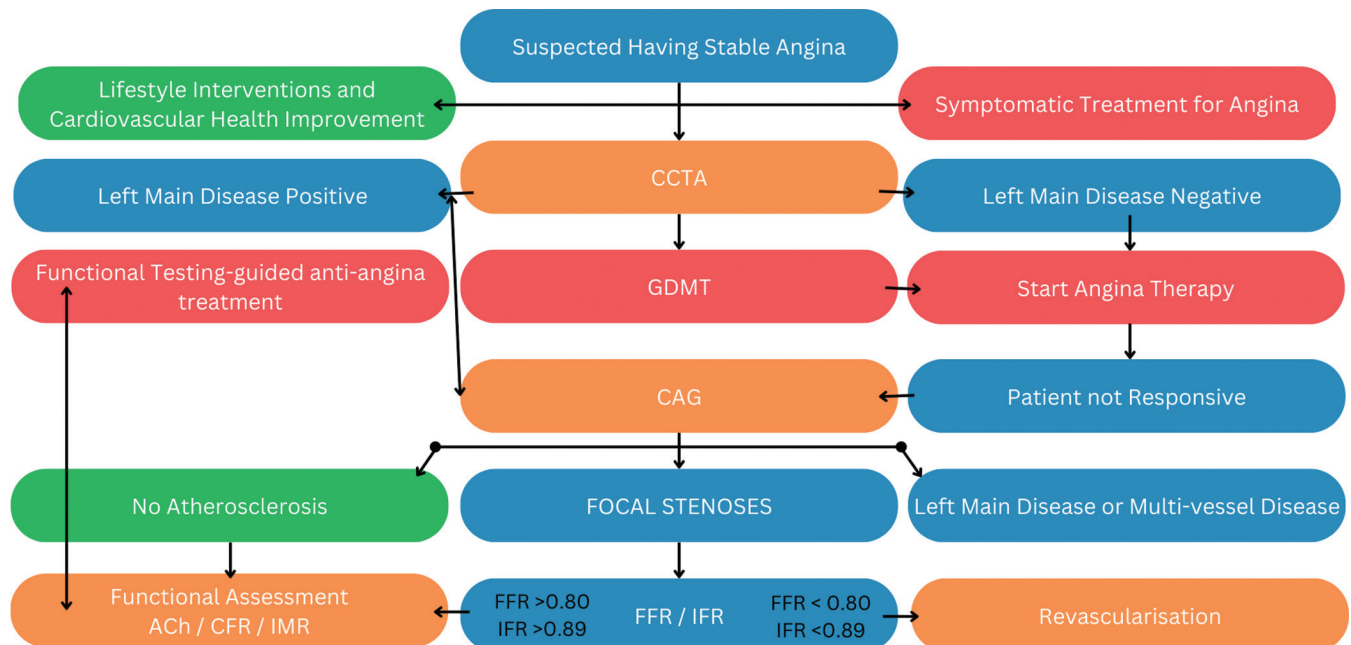 Suspected Having Stable Angina
Lifestyle Interventions and
Cardiovascular Health Improvement
Symptomatic Treatment for Angina
Left Main Disease Positive
CCTA
Left Main Disease Negative
Functional Testing-guided anti-angina
treatment
GDMT
Start Angina Therapy
CAG
Patient not Responsive
No Atherosclerosis
FOCAL STENOSES
Left Main Disease or Multi-vessel Disease
Functional Assessment
ACh / CFR / IMR
FFR >0.80
IFR >0.89
FFR / IFR
FFR < 0.80
IFR <0.89
Revascularisation